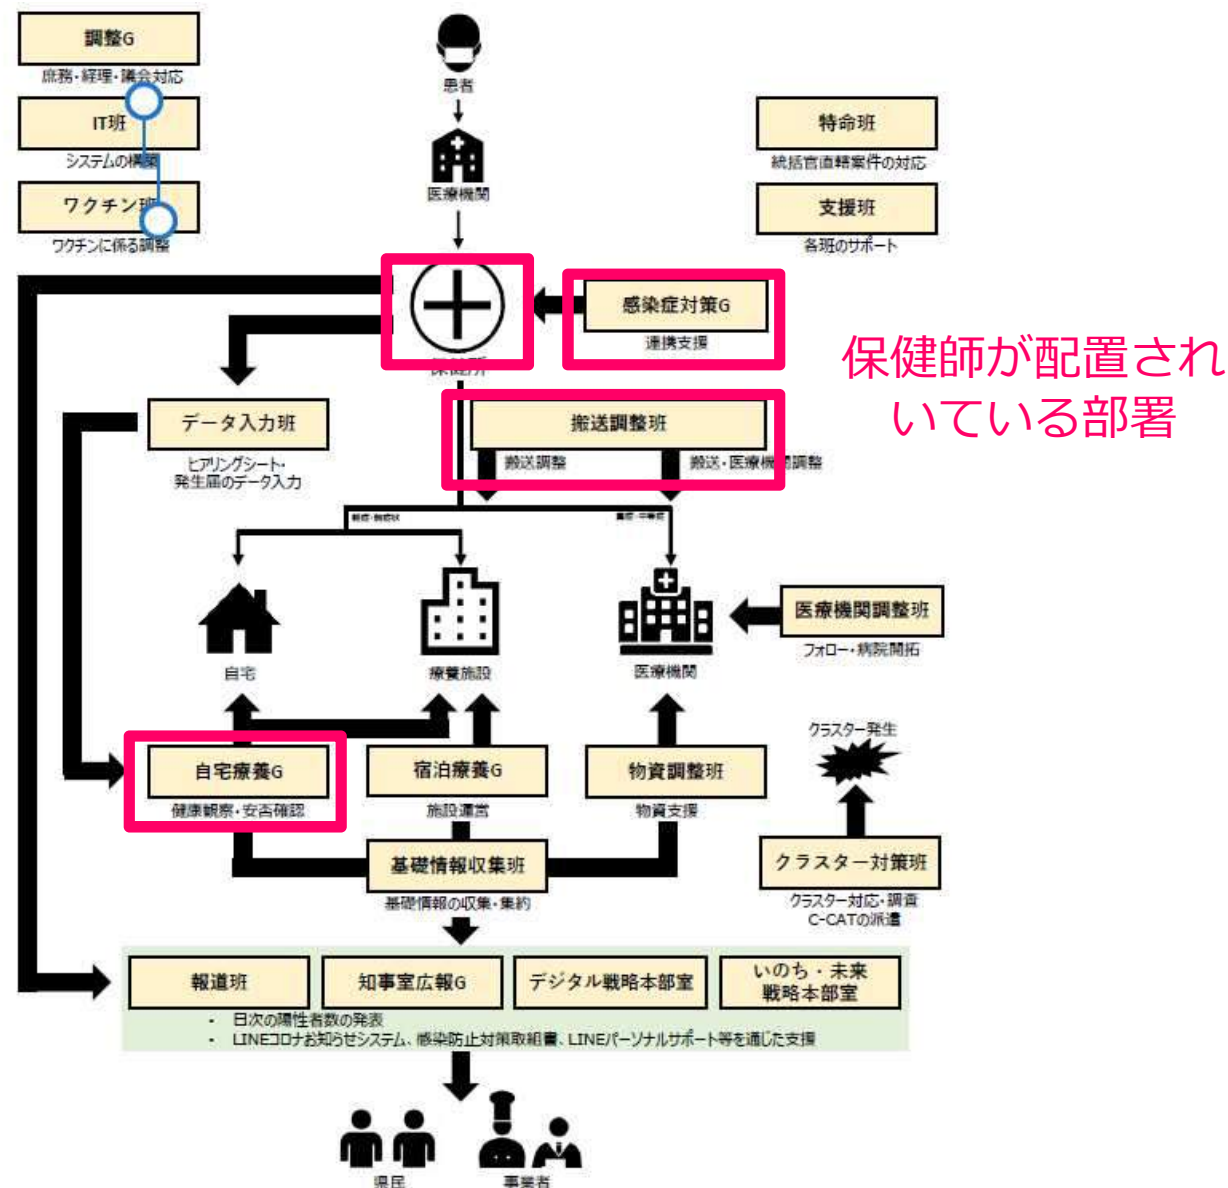 調整G
庶務・経理・議会対応
IT班
システムの構築
ワクチン班
ワクチンに係る調整
患者
医療機関
特命班
統括官直轄案件の対応
支援班
各班のサポート
感染症対策G
連携支援
保健所
保健師が配置され
いている部署
データ入力班
ヒアリングシート・
発生届のデータ入力
搬送調整班
搬送調整
搬送・医療機関調整
軽症・無症状
重症・中等症
自宅
療養施設
医療機関
医療機関調整班
フォロー・病院開拓
クラスター発生
自宅療養G
健康観察・安否確認
宿泊療養G
施設運営
物資調整班
物資支援
基礎情報収集班
基礎情報の収集・集約
クラスター対策班
クラスター対応・調査
C-CATの派遣
報道班
知事室広報G
デジタル戦略本部室
いのち・未来
戦略本部室
・ 日次の陽性者数の発表
・ LINEコロナお知らせシステム、感染防止対策取組書、LINEパーソナルサポート等を通じた支援
県民
事業者